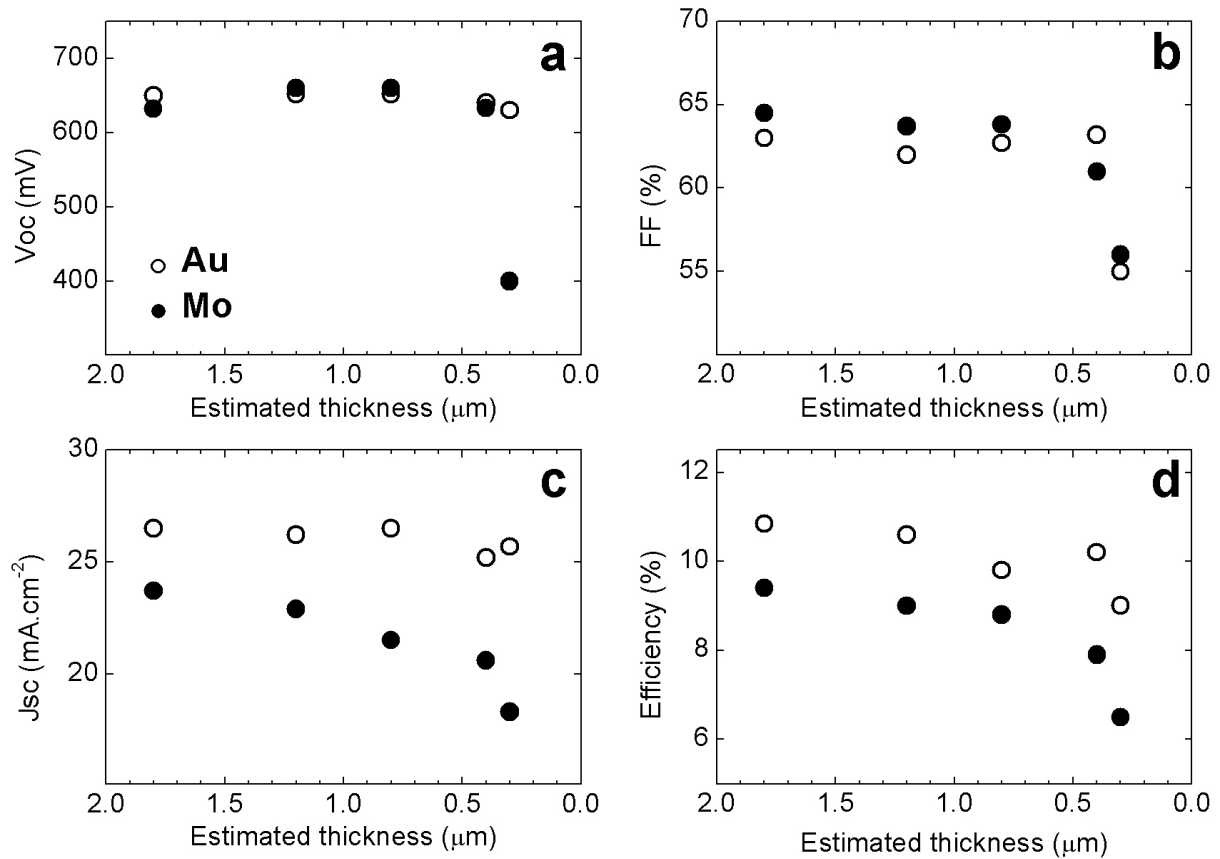 a
700
600
500
400
Voc (mV)
Au
Mo
2.0 1.5 1.0 0.5 0.0
Estimated thickness (μm)
b
70
65
60
55
FF (%)
2.0 1.5 1.0 0.5 0.0
Estimated thickness (μm)
c
30
25
20
Jsc (mA.cm⁻²)
2.0 1.5 1.0 0.5 0.0
Estimated thickness (μm)
d
12
10
8
6
Efficiency (%)
2.0 1.5 1.0 0.5 0.0
Estimated thickness (μm)